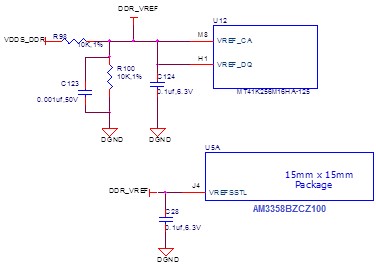 DDR_VREF
U12
VDDS_DDR
R98
10K,1%
M8
VREF_CA
H1
VREF_DQ
R100
10K,1%
C123
0.001uf,50V
C124
0.1uf,6.3V
MT41K256M16HA-125
DGND
DGND
U5A
15mm x 15mm
Package
DDR_VREF
J4
VREFSSTL
AM3358BZCZ100
C28
0.1uf,6.3V
DGND